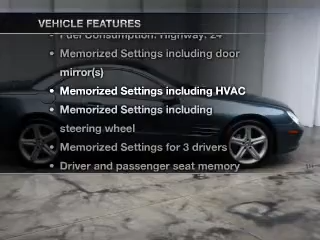 VEHICLE FEATURES
• Fuel Consumption: Highway: 24
• Memorized Settings including door
mirror(s)
• Memorized Settings including HVAC
• Memorized Settings including
steering wheel
• Memorized Settings for 3 drivers
• Driver and passenger seat memory